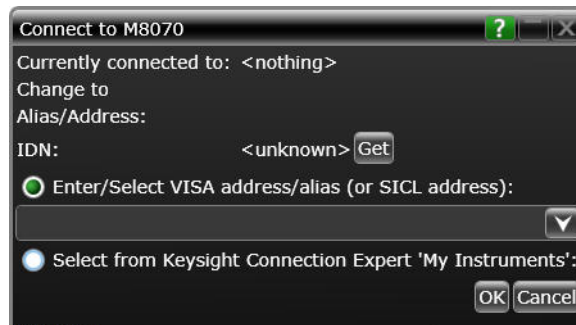 Connect to M8070 ?
Currently connected to: <nothing>
Change to
Alias/Address:
IDN: <unknown> Get
Enter/Select VISA address/alias (or SICL address):
Select from Keysight Connection Expert 'My Instruments':
OK Cancel